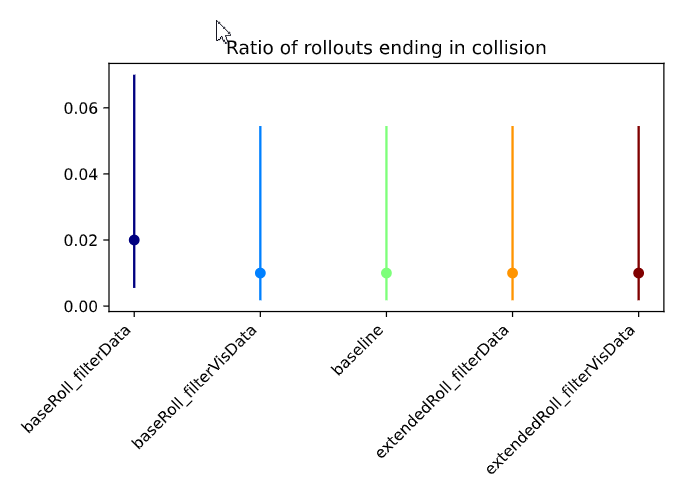 Ratio of rollouts ending in collision
0.06
0.04
0.02
0.00
baseRoll_filterData
baseRoll_filterVisData
baseline
extendedRoll_filterData
extendedRoll_filterVisData